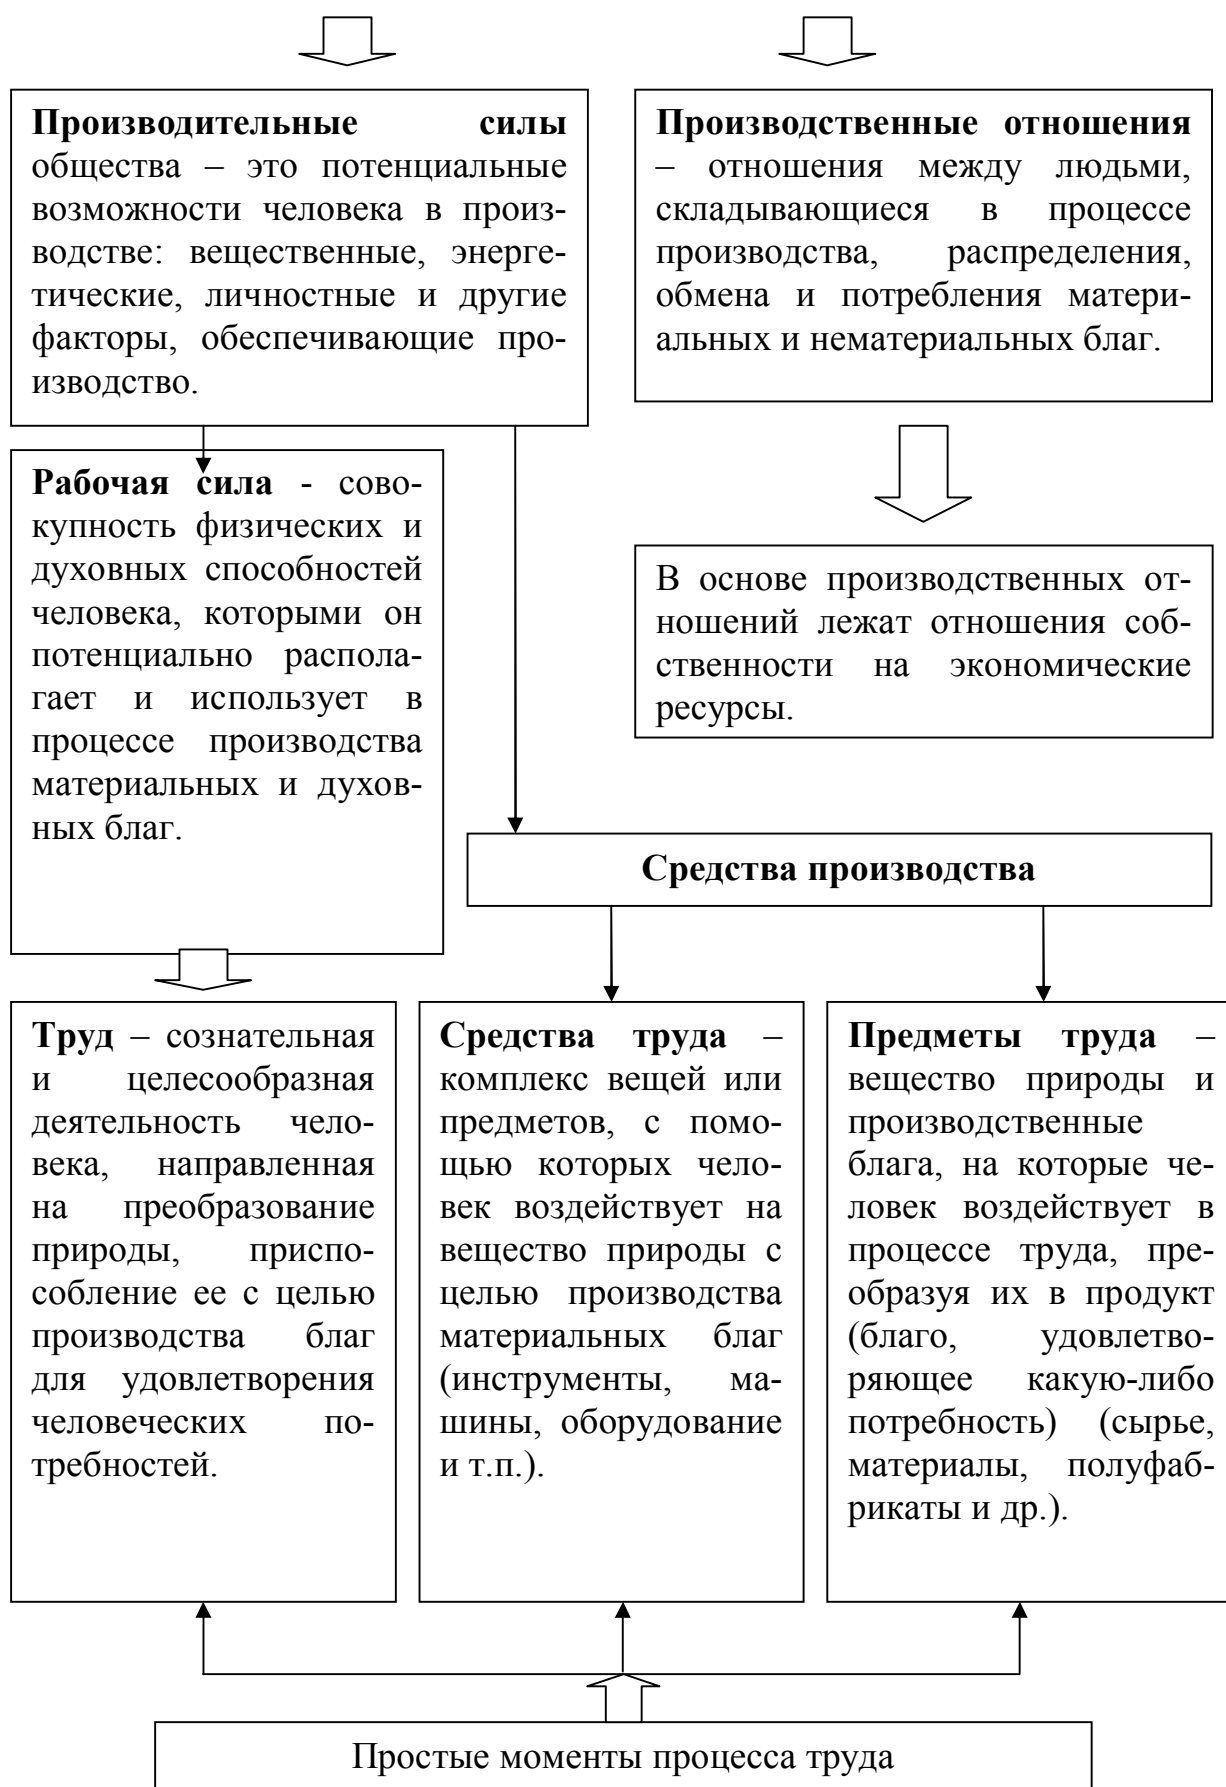 Производительные силы
общества – это потенциальные
возможности человека в произ-
водстве: вещественные, энерге-
тические, личностные и другие
факторы, обеспечивающие про-
изводство.
Производственные отношения
– отношения между людьми,
складывающиеся в процессе
производства, распределения,
обмена и потребления матери-
альных и нематериальных благ.
Рабочая сила - сово-
купность физических и
духовных способностей
человека, которыми он
потенциально распола-
гает и использует в
процессе производства
материальных и духов-
ных благ.
В основе производственных от-
ношений лежат отношения соб-
ственности на экономические
ресурсы.
Средства производства
Труд – сознательная
и целесообразная
деятельность чело-
века, направленная
на преобразование
природы, приспо-
собление ее с целью
производства благ
для удовлетворения
человеческих по-
требностей.
Средства труда –
комплекс вещей или
предметов, с помо-
щью которых чело-
век воздействует на
вещество природы с
целью производства
материальных благ
(инструменты, ма-
шины, оборудование
и т.п.).
Предметы труда –
вещество природы и
производственные
блага, на которые че-
ловек воздействует в
процессе труда, пре-
образуя их в продукт
(благо, удовлетво-
ряющее какую-либо
потребность) (сырье,
материалы, полуфаб-
рикаты и др.).
Простые моменты процесса труда